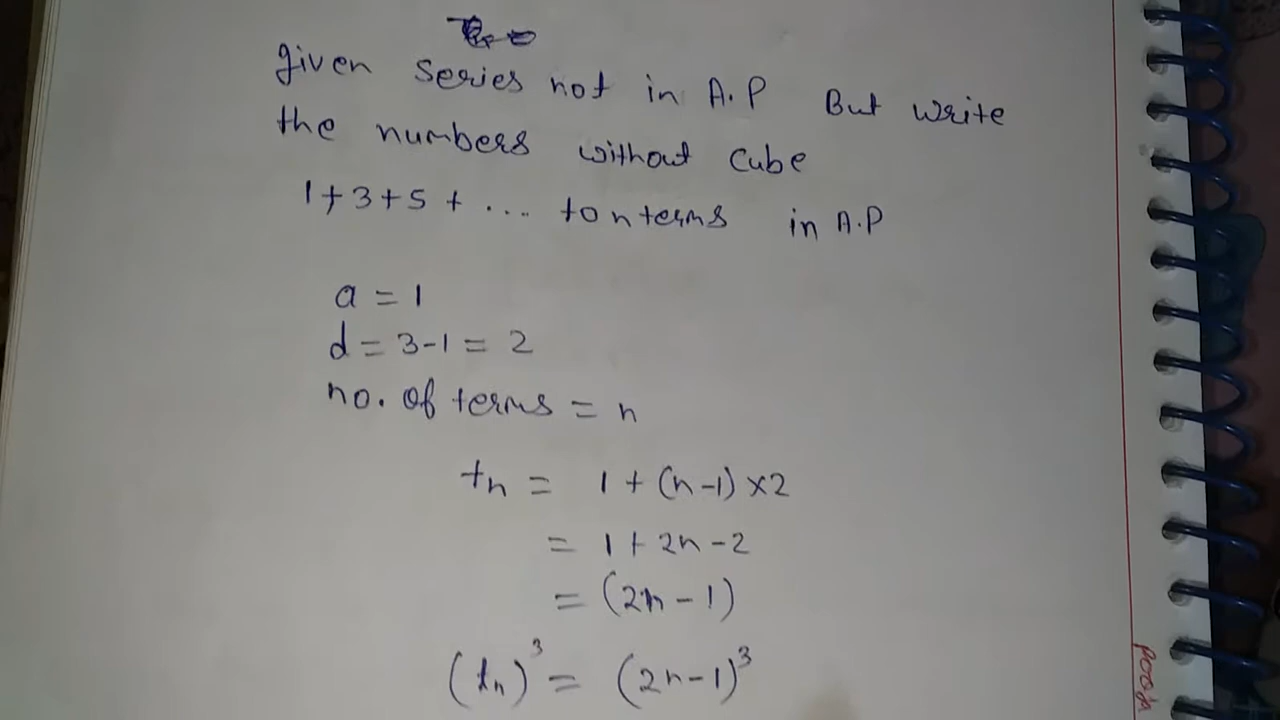 given series not in A.P But write
the numbers without cube
1 + 3 + 5 + ... to n terms in A.P
a = 1
d = 3-1 = 2
no. of terms = n
tn = 1 + (n-1) ×2
= 1 + 2n - 2
= (2n - 1)
(tn)³ = (2n-1)³